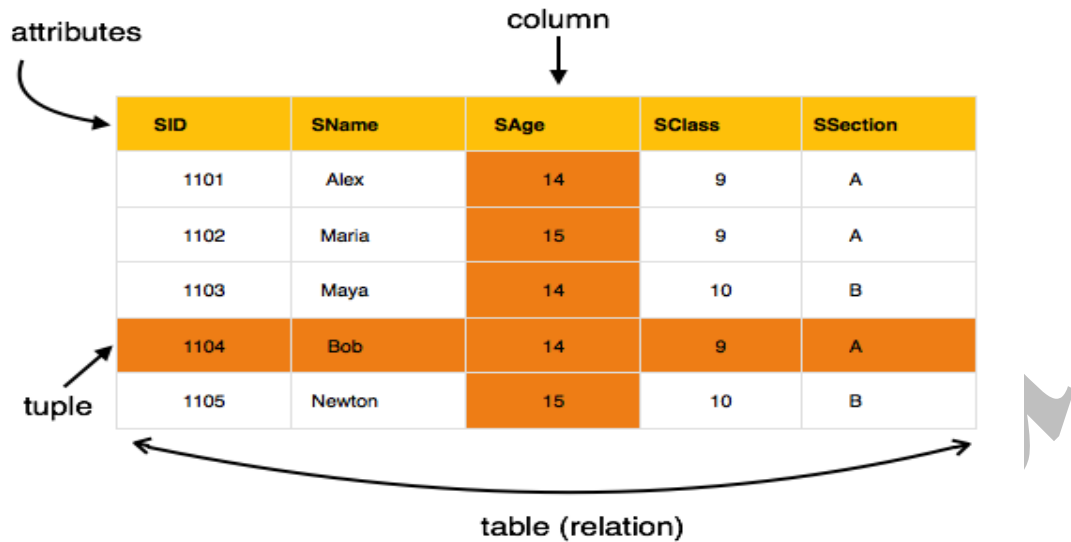 column
attributes
SID SName SAge SClass SSection
1101 Alex 14 9 A
1102 Maria 15 9 A
1103 Maya 14 10 B
1104 Bob 14 9 A
tuple
1105 Newton 15 10 B
table (relation)